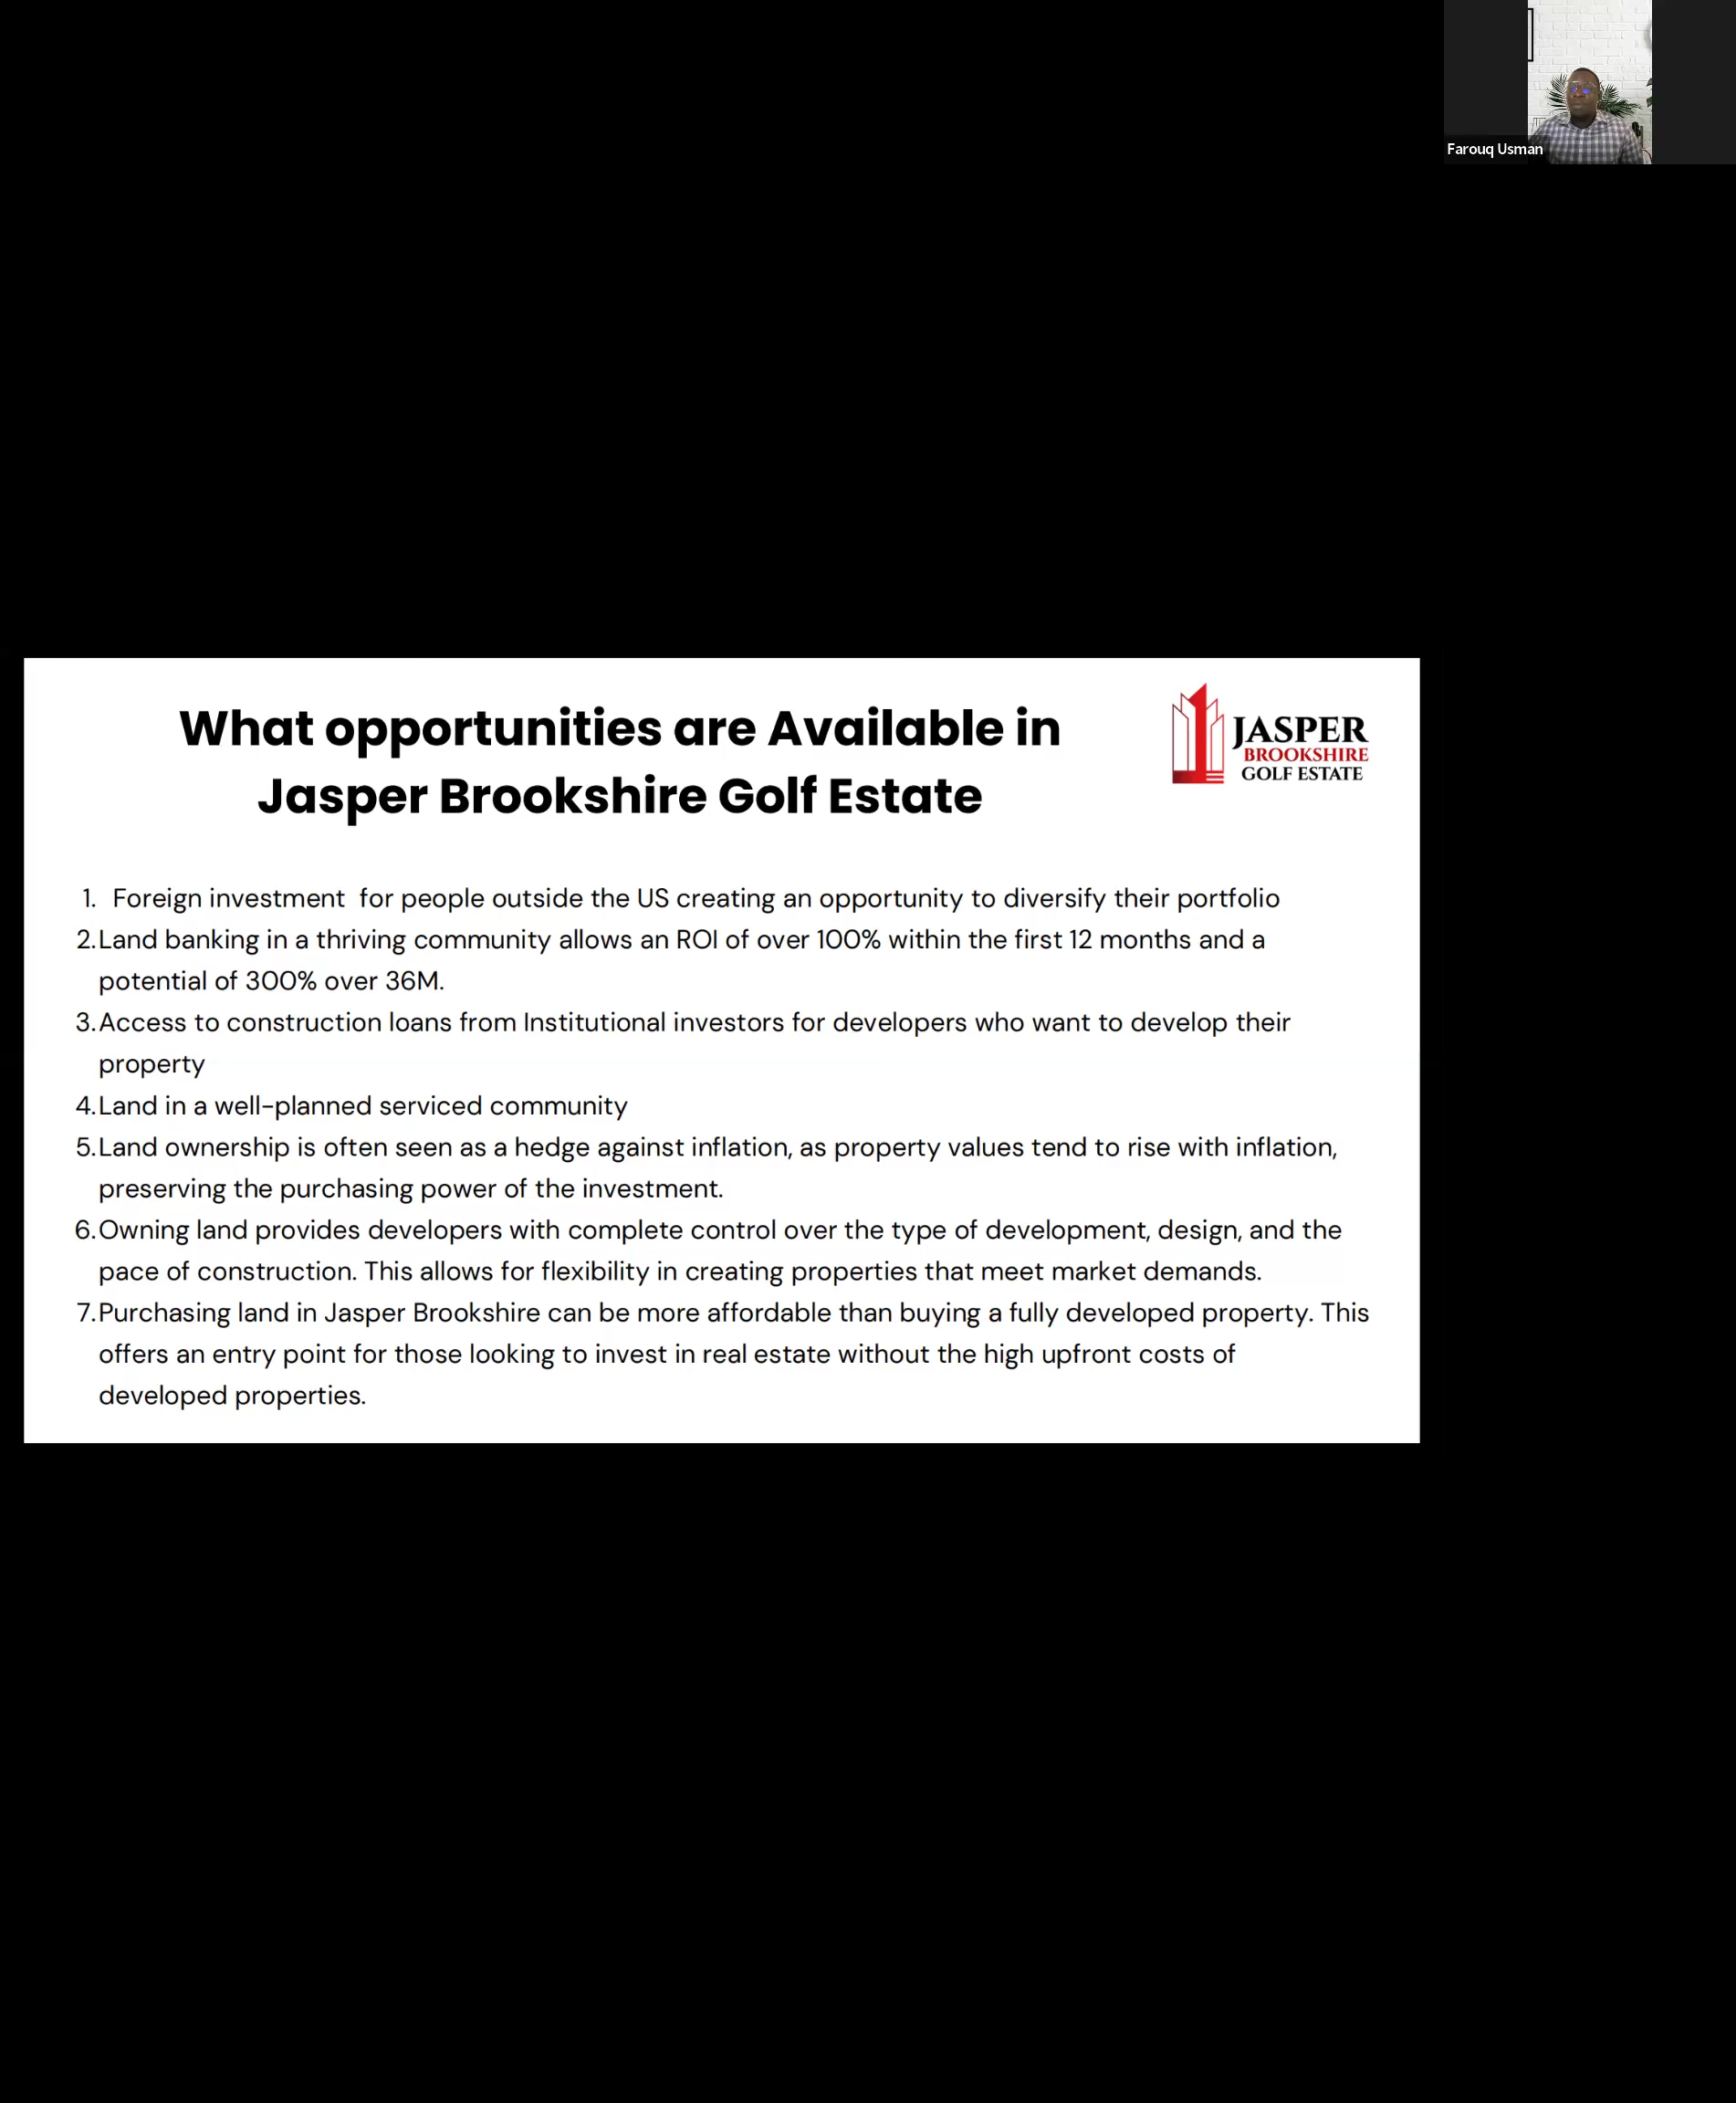 Farouq Usman
What opportunities are Available in
Jasper Brookshire Golf Estate
JASPER
BROOKSHIRE
GOLF ESTATE
1. Foreign investment for people outside the US creating an opportunity to diversify their portfolio
2. Land banking in a thriving community allows an ROI of over 100% within the first 12 months and a
potential of 300% over 36M.
3. Access to construction loans from Institutional investors for developers who want to develop their
property
4. Land in a well-planned serviced community
5. Land ownership is often seen as a hedge against inflation, as property values tend to rise with inflation,
preserving the purchasing power of the investment.
6. Owning land provides developers with complete control over the type of development, design, and the
pace of construction. This allows for flexibility in creating properties that meet market demands.
7. Purchasing land in Jasper Brookshire can be more affordable than buying a fully developed property. This
offers an entry point for those looking to invest in real estate without the high upfront costs of
developed properties.